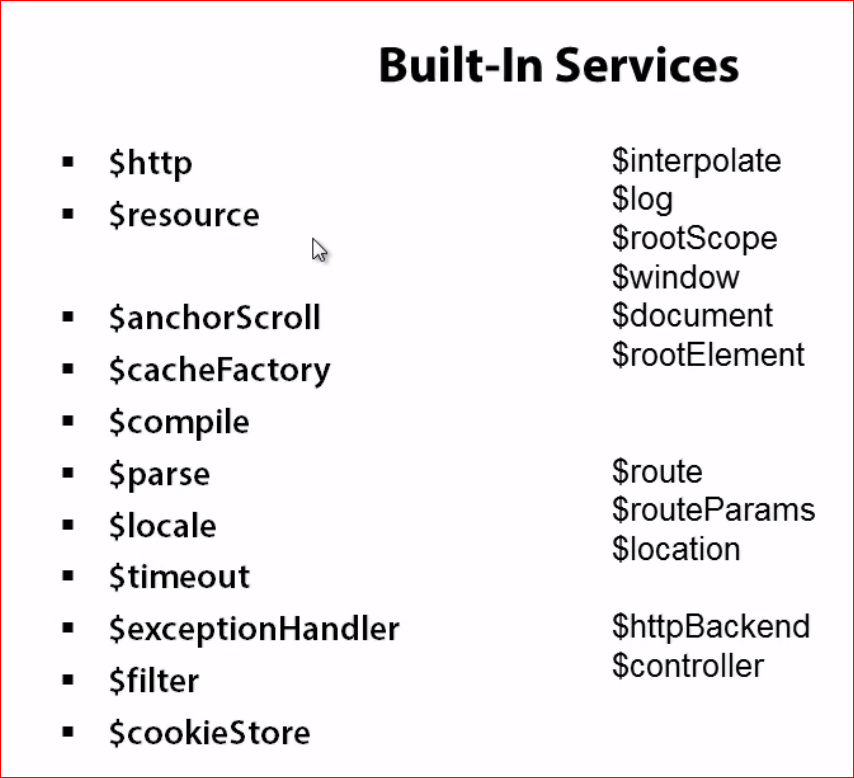 Built-In Services
$http
$resource
$anchorScroll
$cacheFactory
$compile
$parse
$locale
$timeout
$exceptionHandler
$filter
$cookieStore
$interpolate
$log
$rootScope
$window
$document
$rootElement
$route
$routeParams
$location
$httpBackend
$controller